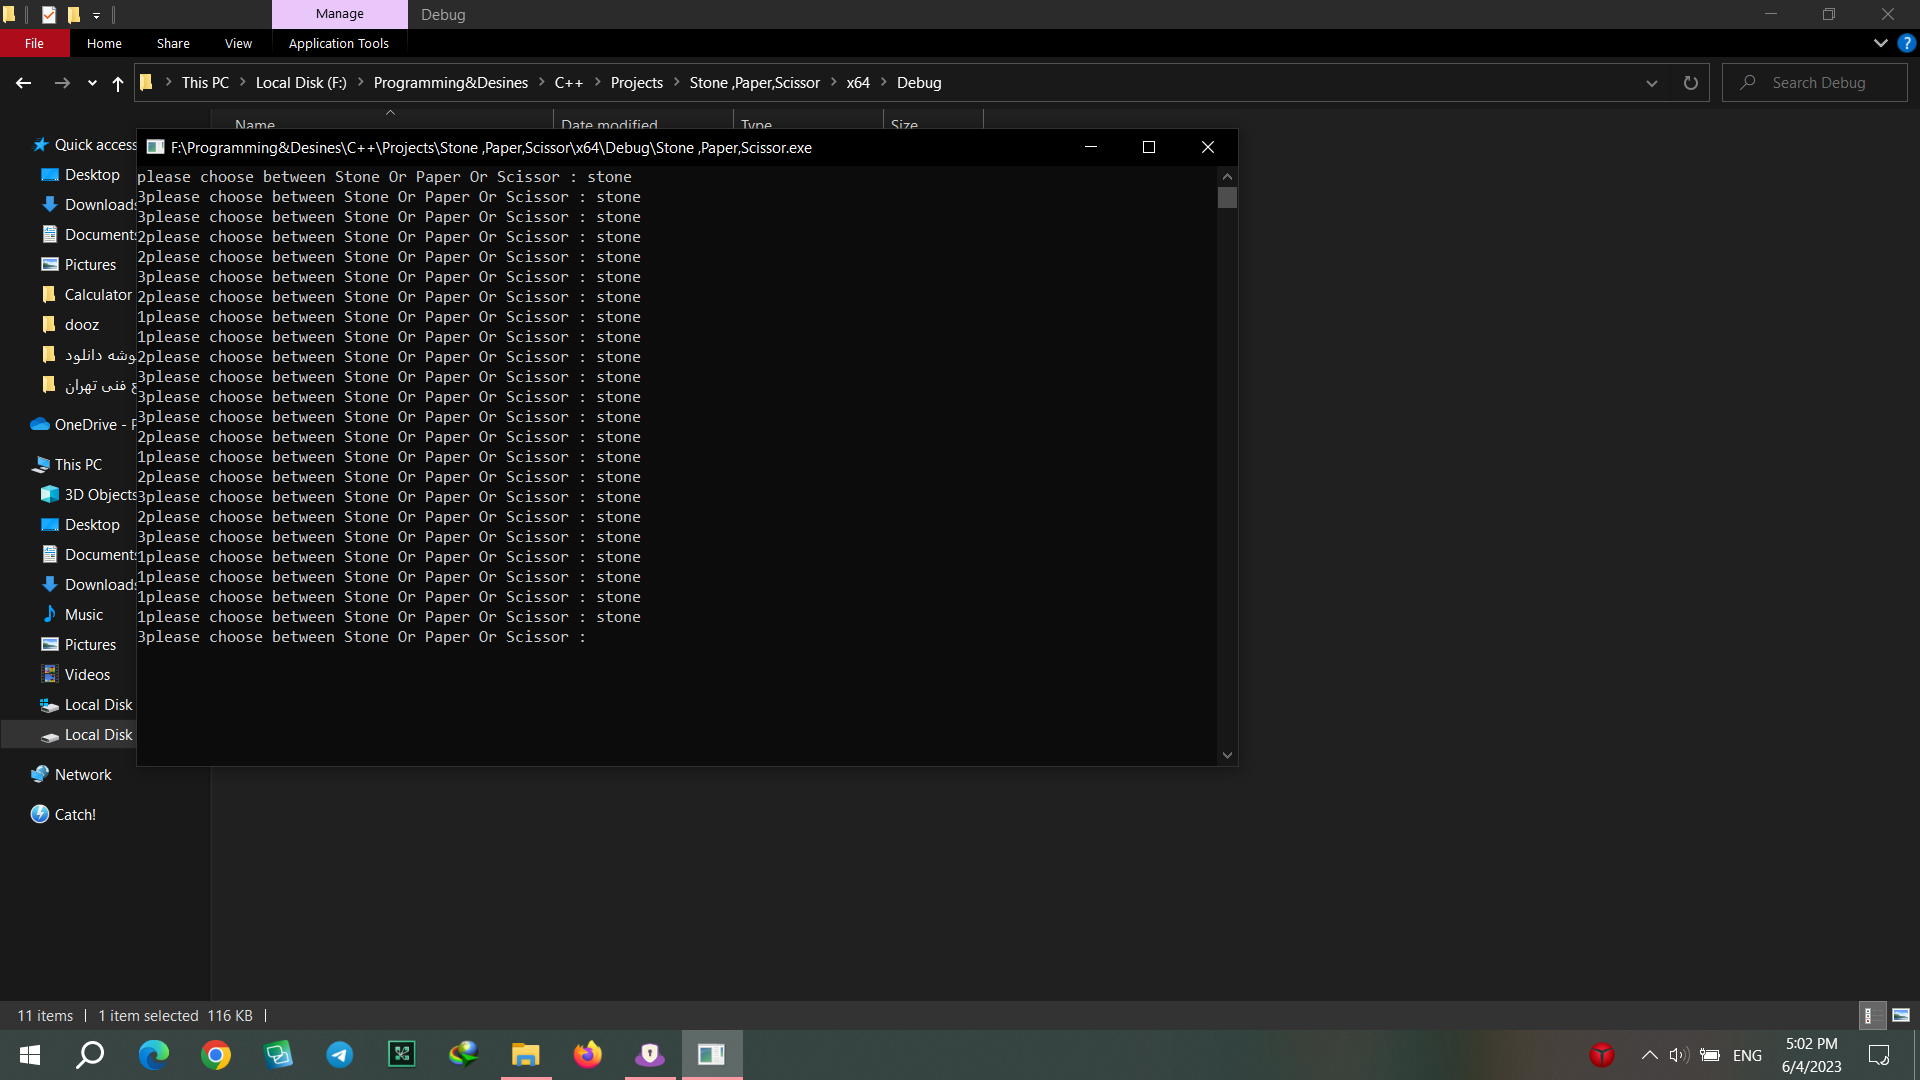 Manage
Debug
File
Home
Share
View
Application Tools
This PC
Local Disk (F:)
Programming&Desines
C++
Projects
Stone ,Paper,Scissor
x64
Debug
Search Debug
Name
Date modified
Type
Size
F:\Programming&Desines\C++\Projects\Stone ,Paper,Scissor\x64\Debug\Stone ,Paper,Scissor.exe
please choose between Stone Or Paper Or Scissor : stone
3please choose between Stone Or Paper Or Scissor : stone
3please choose between Stone Or Paper Or Scissor : stone
2please choose between Stone Or Paper Or Scissor : stone
2please choose between Stone Or Paper Or Scissor : stone
3please choose between Stone Or Paper Or Scissor : stone
2please choose between Stone Or Paper Or Scissor : stone
1please choose between Stone Or Paper Or Scissor : stone
1please choose between Stone Or Paper Or Scissor : stone
2please choose between Stone Or Paper Or Scissor : stone
3please choose between Stone Or Paper Or Scissor : stone
3please choose between Stone Or Paper Or Scissor : stone
3please choose between Stone Or Paper Or Scissor : stone
2please choose between Stone Or Paper Or Scissor : stone
1please choose between Stone Or Paper Or Scissor : stone
2please choose between Stone Or Paper Or Scissor : stone
3please choose between Stone Or Paper Or Scissor : stone
2please choose between Stone Or Paper Or Scissor : stone
3please choose between Stone Or Paper Or Scissor : stone
1please choose between Stone Or Paper Or Scissor : stone
1please choose between Stone Or Paper Or Scissor : stone
1please choose between Stone Or Paper Or Scissor : stone
1please choose between Stone Or Paper Or Scissor : stone
3please choose between Stone Or Paper Or Scissor :
Quick access
Desktop
Downloads
Documents
Pictures
Calculator
dooz
دانلود
فنی تهران
OneDrive -
This PC
3D Objects
Desktop
Documents
Downloads
Music
Pictures
Videos
Local Disk
Local Disk
Network
Catch!
11 items
1 item selected 116 KB
ENG
5:02 PM
6/4/2023